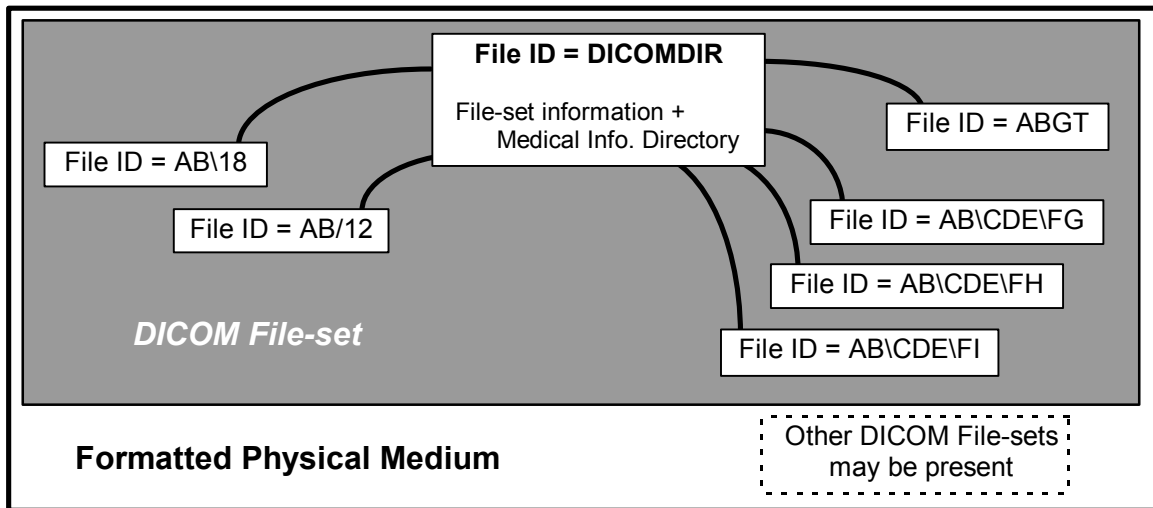 File ID = DICOMDIR
File-set information +
Medical Info. Directory
File ID = AB\18
File ID = AB/12
File ID = ABGT
File ID = AB\CDE\FG
File ID = AB\CDE\FH
File ID = AB\CDE\FI
DICOM File-set
Formatted Physical Medium
Other DICOM File-sets
may be present